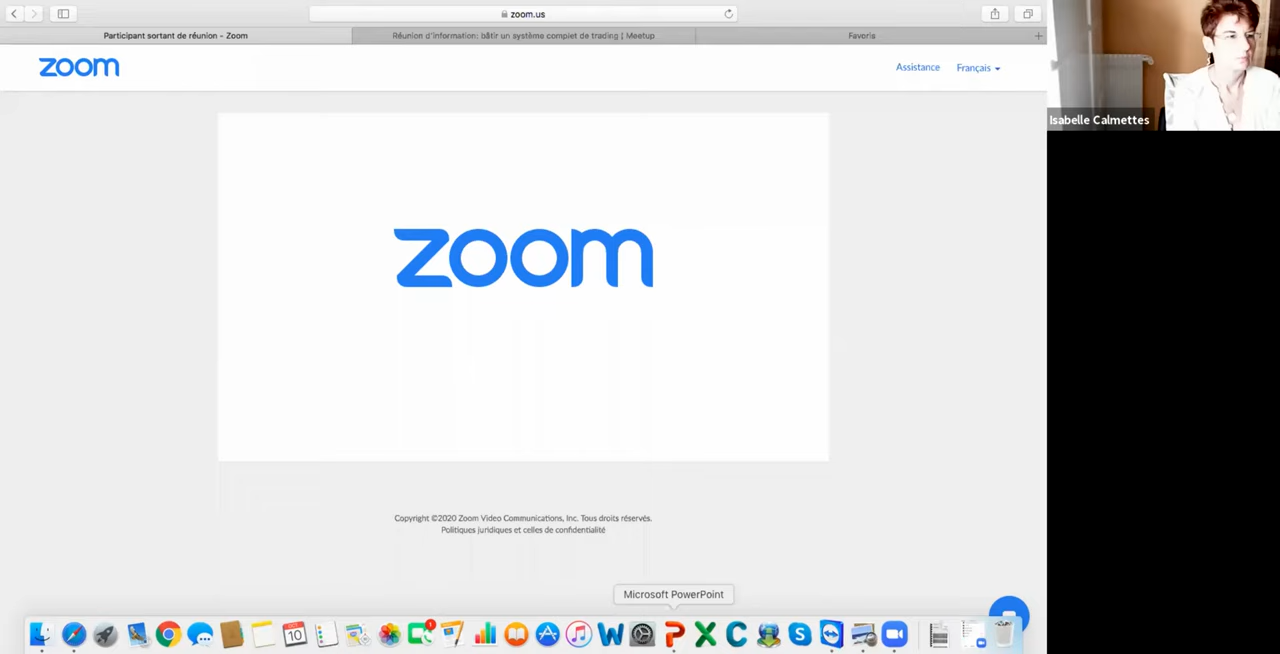 zoom.us
Participant sortant de réunion - Zoom
Réunion d'information: bâtir un système complet de trading | Meetup
Favoris
zoom
Assistance
Français
Isabelle Calmettes
zoom
Copyright ©2020 Zoom Video Communications, Inc. Tous droits réservés.
Politiques juridiques et celles de confidentialité
Microsoft PowerPoint
10
1